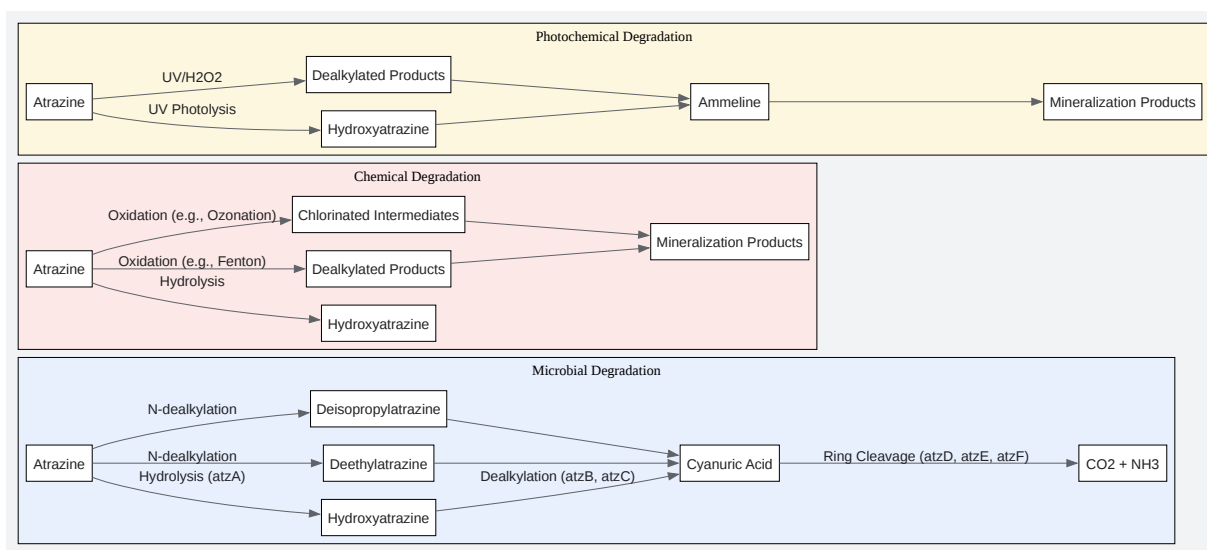 Photochemical Degradation
Atrazine
UV/H2O2
UV Photolysis
Dealkylated Products
Hydroxyatrazine
Ammeline
Mineralization Products
Chemical Degradation
Atrazine
Oxidation (e.g., Ozonation)
Oxidation (e.g., Fenton)
Hydrolysis
Chlorinated Intermediates
Dealkylated Products
Hydroxyatrazine
Mineralization Products
Microbial Degradation
Atrazine
N-dealkylation
N-dealkylation
Hydrolysis (atzA)
Deisopropylatrazine
Deethylatrazine
Hydroxyatrazine
Dealkylation (atzB, atzC)
Cyanuric Acid
Ring Cleavage (atzD, atzE, atzF)
CO2 + NH3